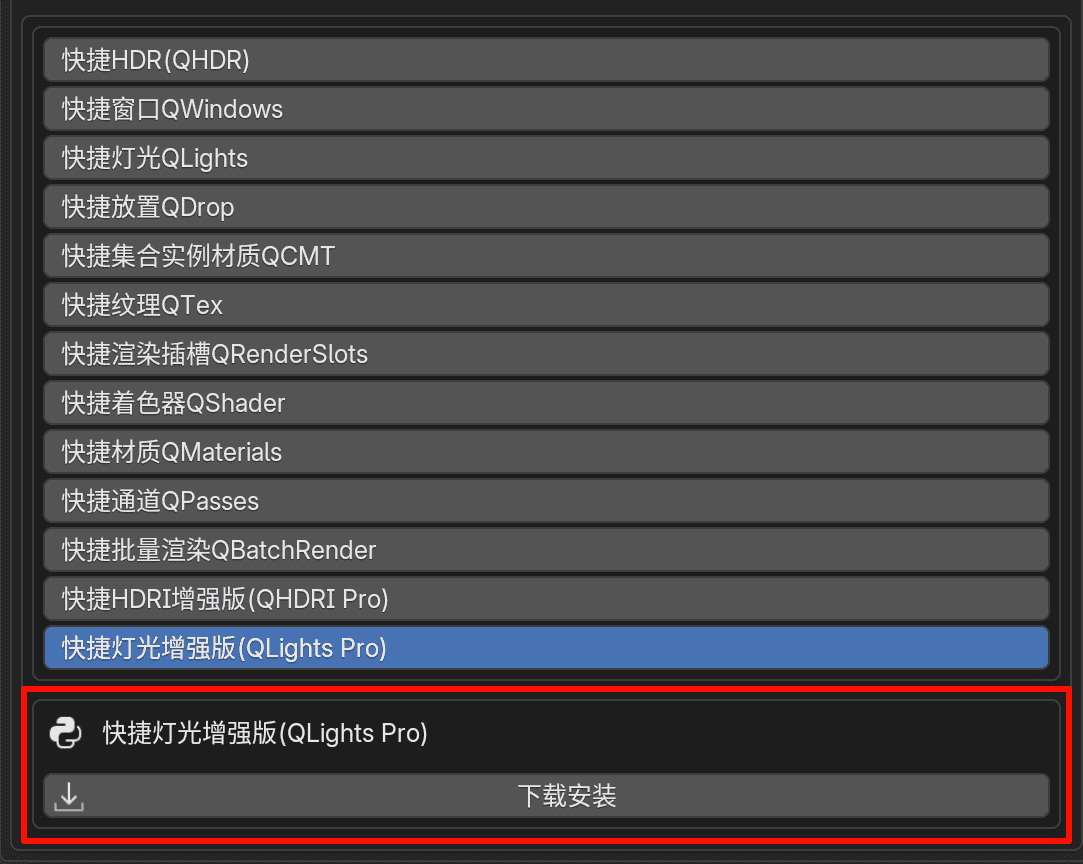 快捷HDR(QHDR)
快捷窗口QWindows
快捷灯光QLights
快捷放置QDrop
快捷集合实例材质QCMT
快捷纹理QTex
快捷渲染插槽QRenderSlots
快捷着色器QShader
快捷材质QMaterials
快捷通道QPasses
快捷批量渲染QBatchRender
快捷HDRI增强版(QHDRI Pro)
快捷灯光增强版(QLights Pro)
快捷灯光增强版(QLights Pro)
下载安装